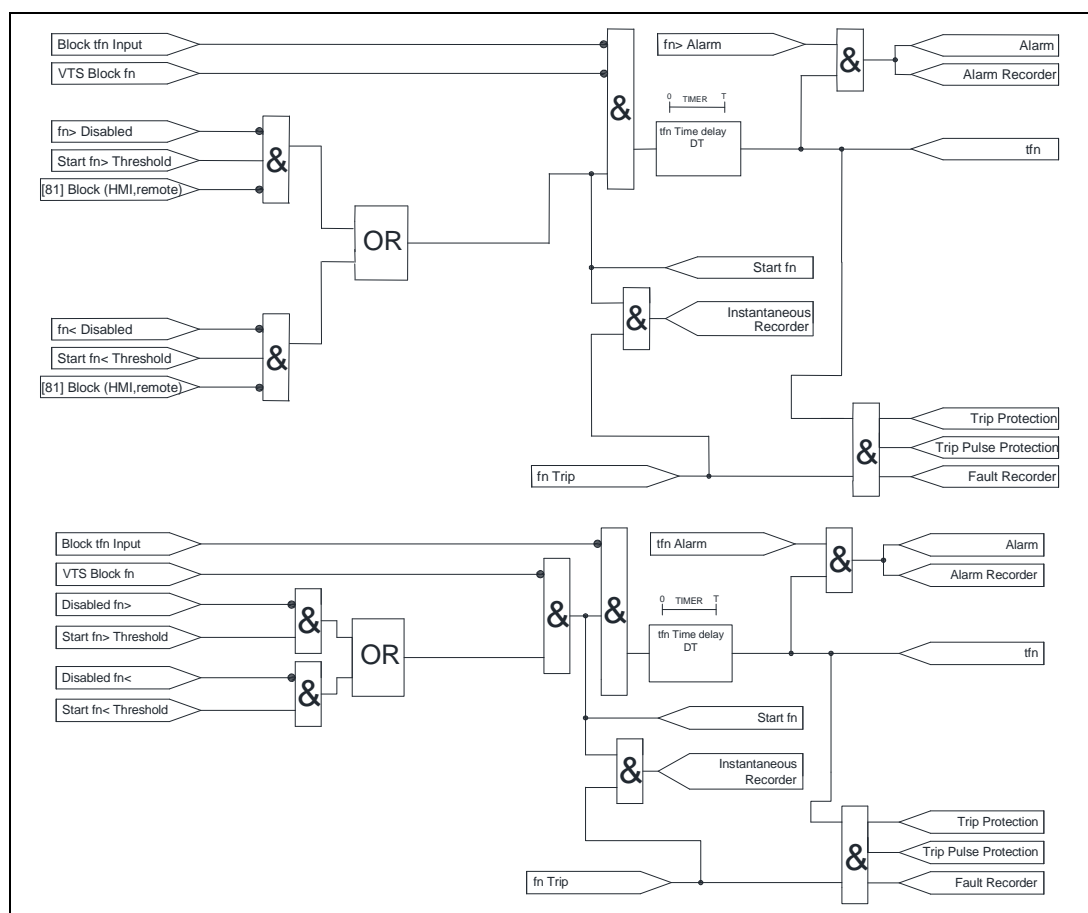 Block tfn Input
fn> Alarm
Alarm
VTS Block fn
&
Alarm Recorder
&
0 TIMER T
fn> Disabled
tfn Time delay
DT
Start fn> Threshold
&
tfn
[81] Block (HMI,remote)
OR
Start fn
fn< Disabled
&
Instantaneous
Recorder
Start fn< Threshold
&
[81] Block (HMI,remote)
Trip Protection
&
Trip Pulse Protection
fn Trip
Fault Recorder
Block tfn Input
tfn Alarm
Alarm
VTS Block fn
&
Alarm Recorder
Disabled fn>
&
&
&
0 TIMER T
Start fn> Threshold
tfn Time delay
DT
OR
tfn
Disabled fn<
&
Start fn< Threshold
Start fn
&
Instantaneous
Recorder
Trip Protection
&
Trip Pulse Protection
fn Trip
Fault Recorder